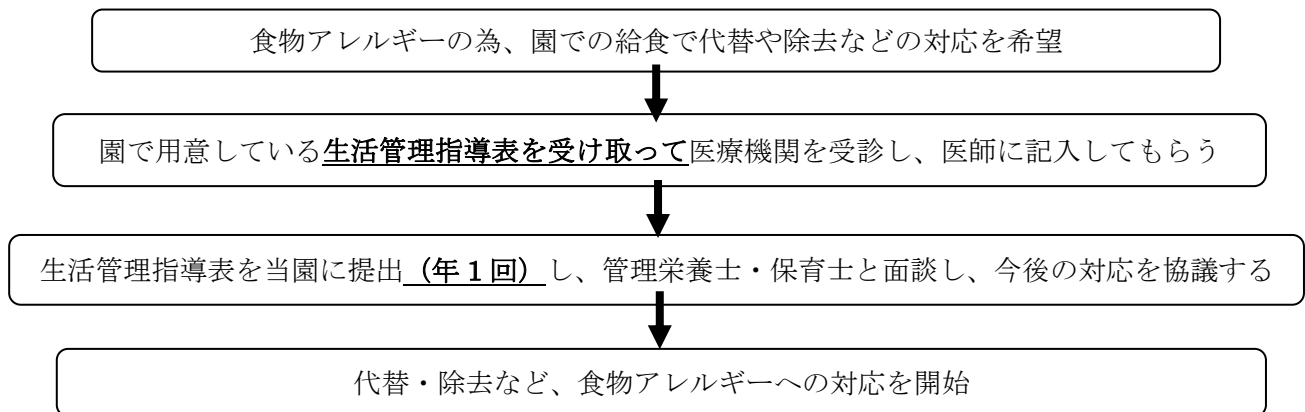 食物アレルギーの為、園での給食で代替や除去などの対応を希望
園で用意している生活管理指導表を受け取って医療機関を受診し、医師に記入してもらう
生活管理指導表を当園に提出（年１回）し、管理栄養士・保育士と面談し、今後の対応を協議する
代替・除去など、食物アレルギーへの対応を開始